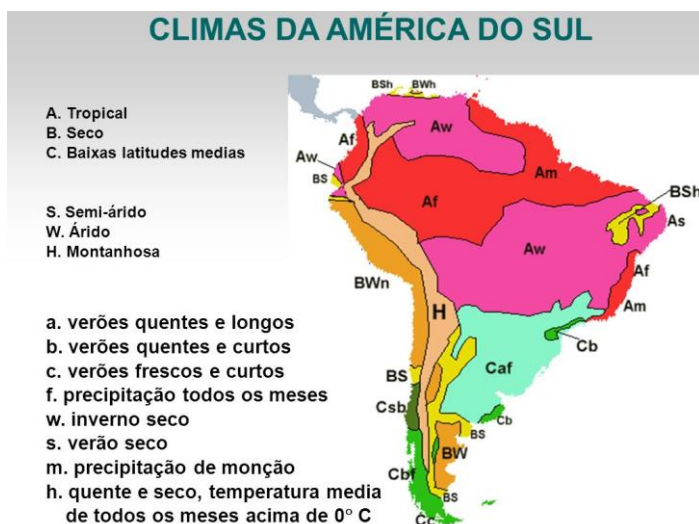 CLIMAS DA AMÉRICA DO SUL
A. Tropical
B. Seco
C. Baixas latitudes medias
S. Semi-árido
W. Árido
H. Montanhosa
a. verões quentes e longos
b. verões quentes e curtos
c. verões frescos e curtos
f. precipitação todos os meses
w. inverno seco
s. verão seco
m. precipitação de monção
h. quente e seco, temperatura media
de todos os meses acima de 0° C
BSh
BWh
Af
Aw
Aw
BS
Am
Af
BSh
As
Aw
BWn
Af
Am
H
Cb
Caf
BS
Csb
Cb
BS
BW
Cbf
BS
Cc